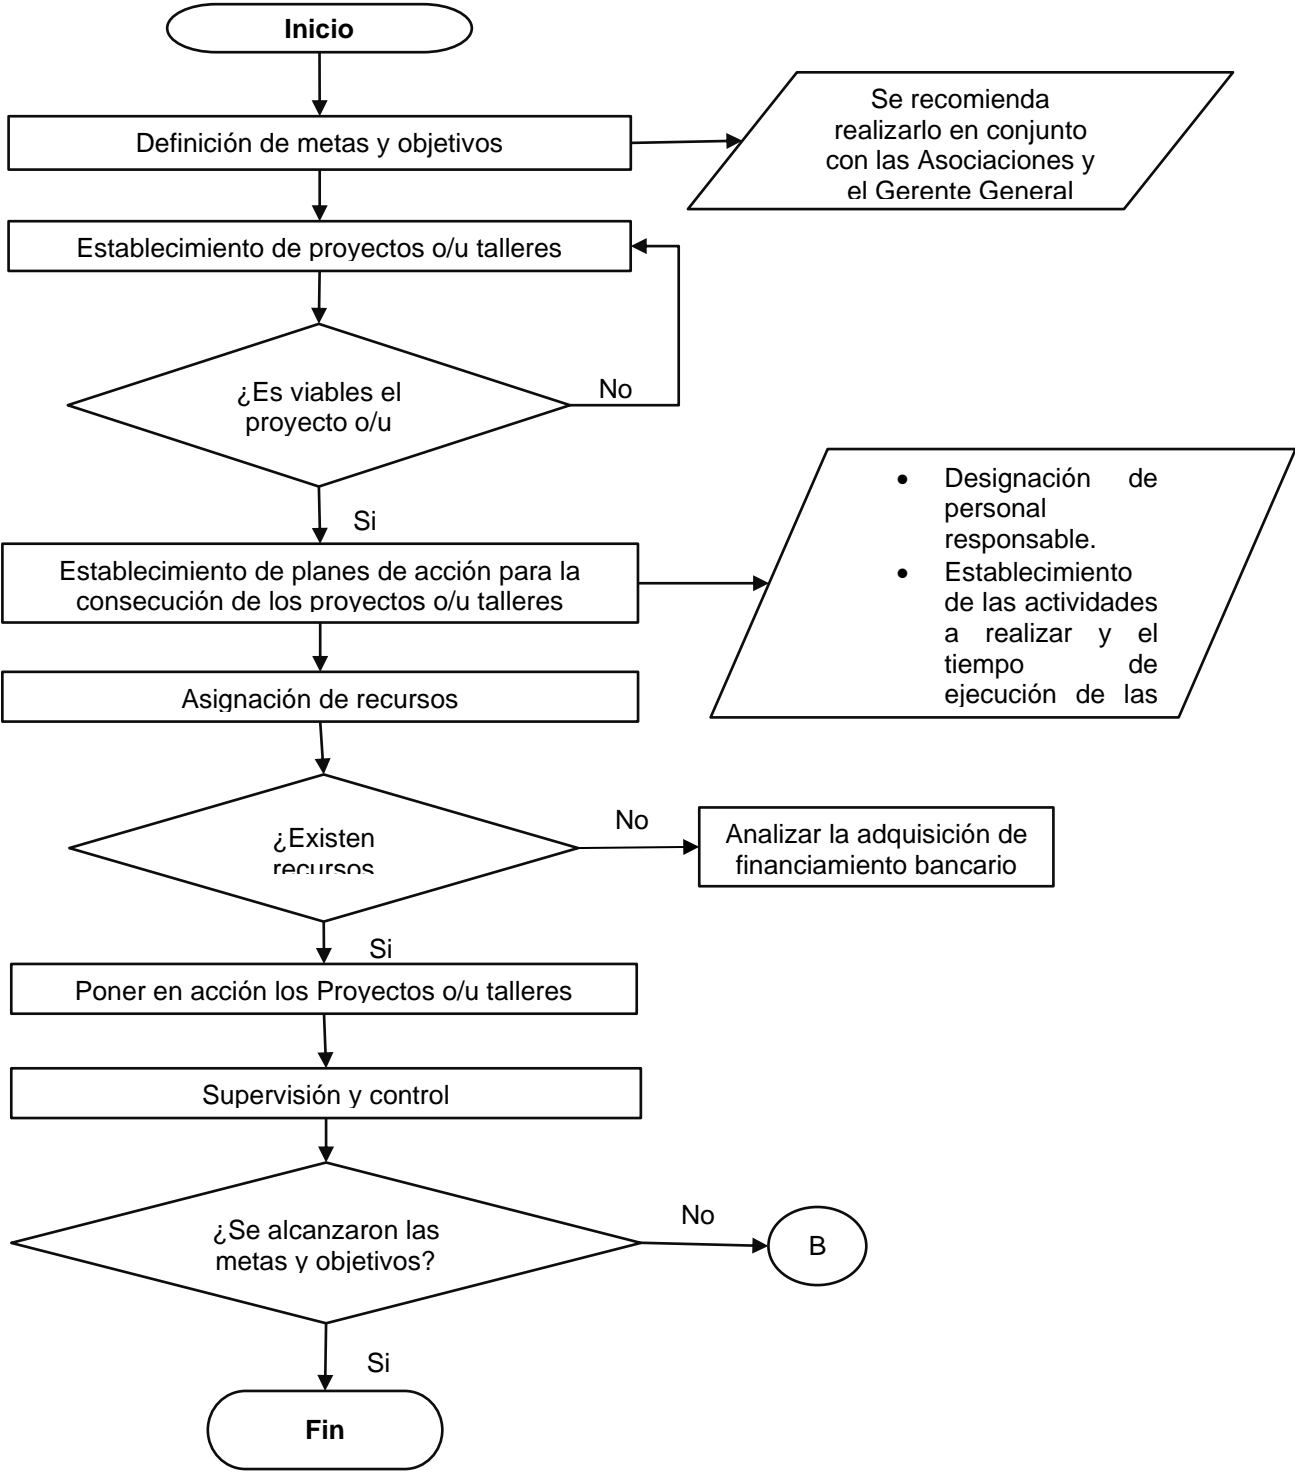 Inicio
Definición de metas y objetivos
Se recomienda
realizarlo en conjunto
con las Asociaciones y
el Gerente General
Establecimiento de proyectos o/u talleres
¿Es viables el
proyecto o/u
No
Si
Establecimiento de planes de acción para la
consecución de los proyectos o/u talleres
• Designación de
personal
responsable.
• Establecimiento
de las actividades
a realizar y el
tiempo de
ejecución de las
Asignación de recursos
¿Existen
recursos
No
Analizar la adquisición de
financiamiento bancario
Si
Poner en acción los Proyectos o/u talleres
Supervisión y control
¿Se alcanzaron las
metas y objetivos?
No
B
Si
Fin